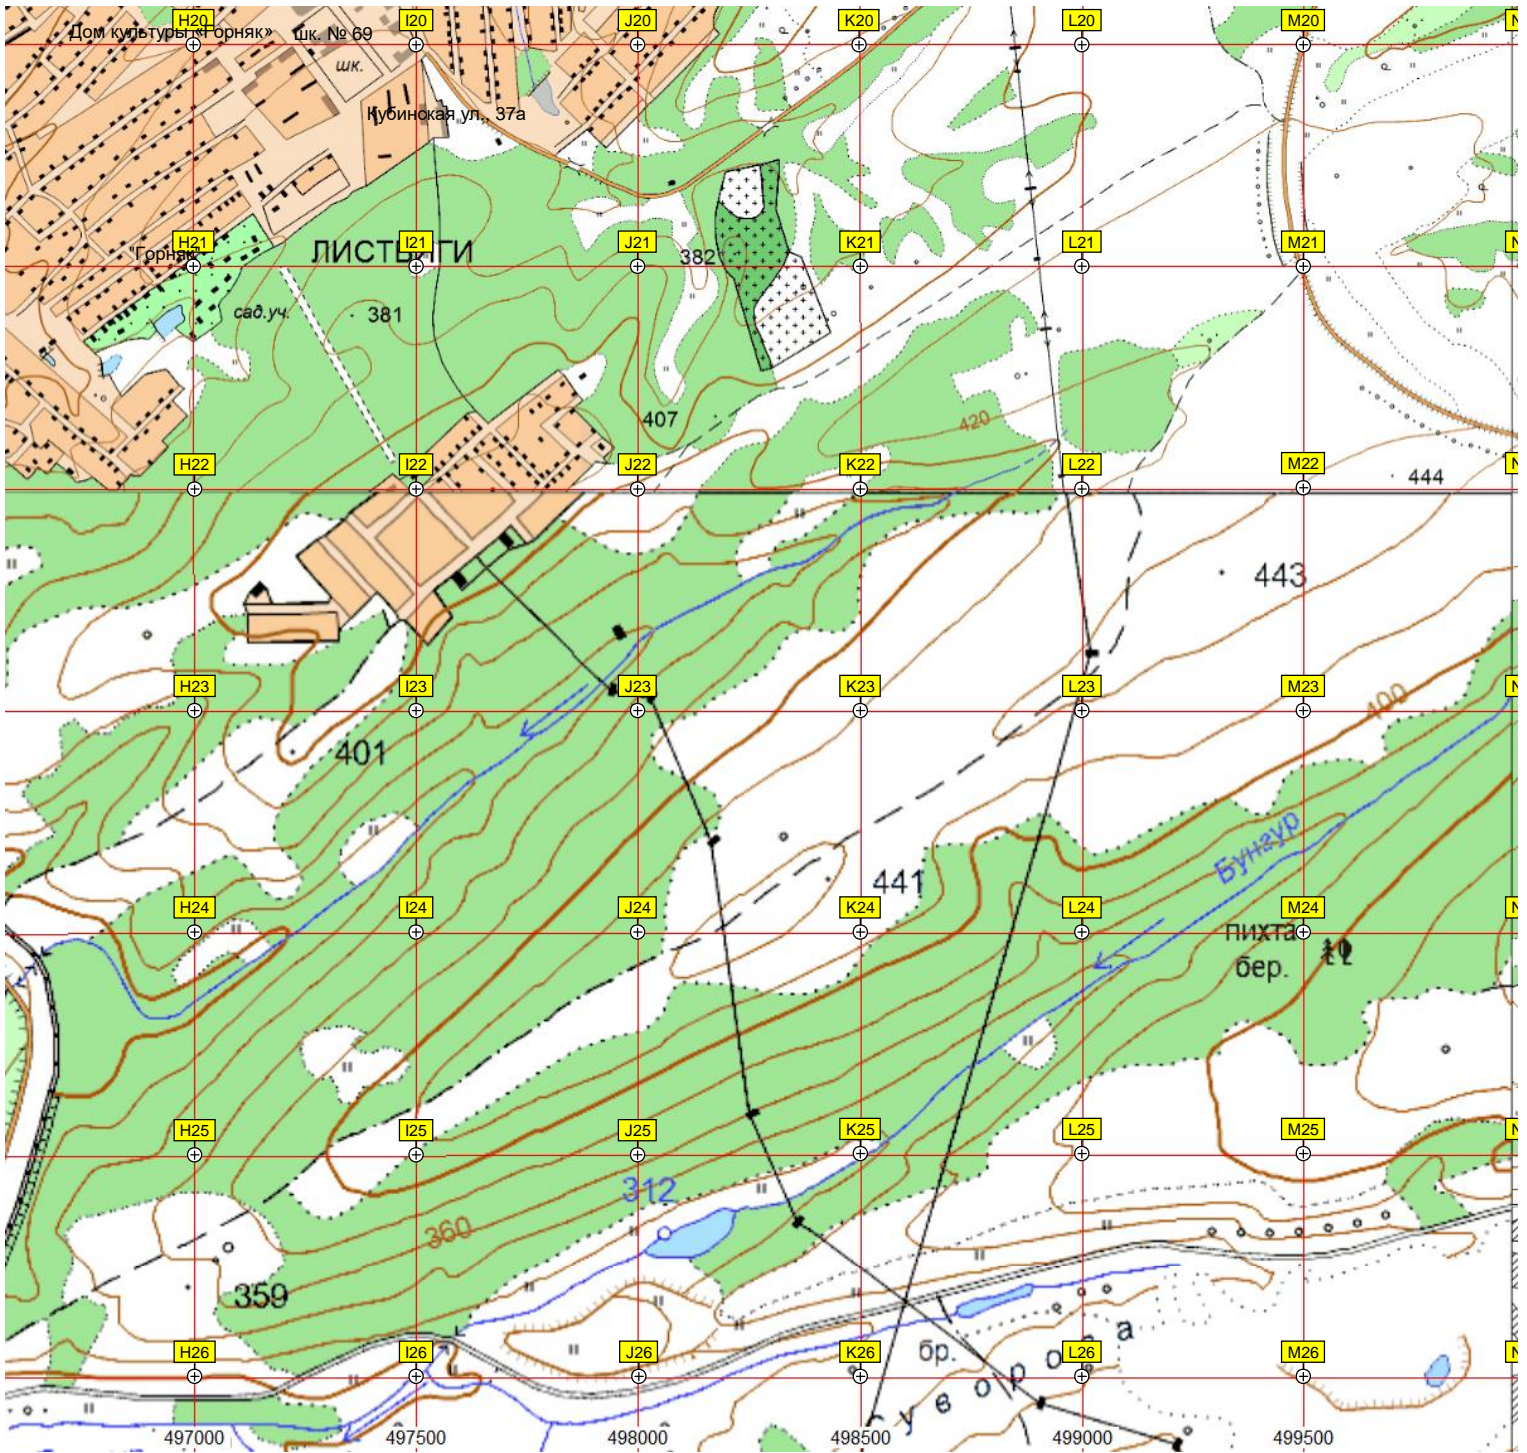 H20 I20 J20 K20 L20 M20 N
Дом культуры «Горняк» шк. № 69
шк.
Кубинская ул., 37а
H21 I21 J21 K21 L21 M21 N
"Горняк"
ЛИСТВЯГИ
382
сад.уч.
381
407
420
H22 I22 J22 K22 L22 M22 N
444
443
H23 I23 J23 K23 L23 M23 N
400
401
Бунгур
441
H24 I24 J24 K24 L24 M24 N
пихта
бер.
H25 I25 J25 K25 L25 M25 N
312
360
359
H26 I26 J26 K26 L26 M26 N
бр.
Суворова
497000 497500 498000 498500 499000 499500